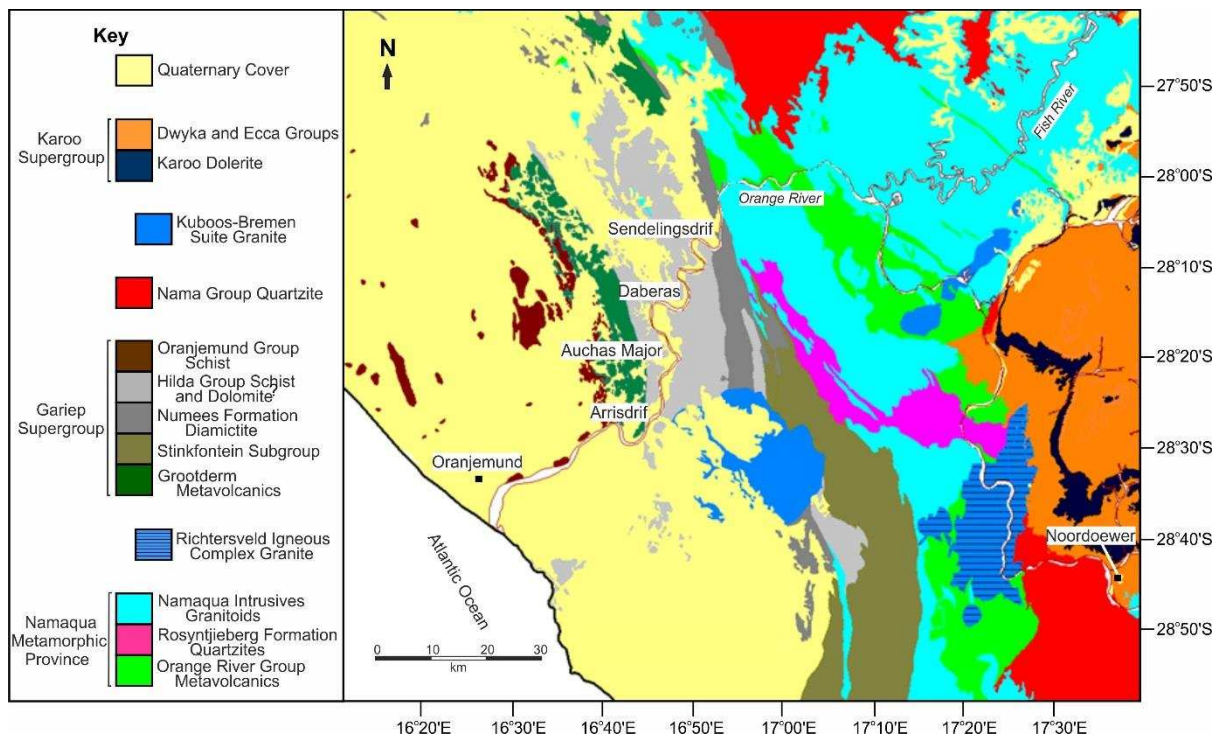 Key
Quaternary Cover
Karoo
Supergroup
Dwyka and Ecca Groups
Karoo Dolerite
Kuboos-Bremen
Suite Granite
Nama Group Quartzite
Gariep
Supergroup
Oranjemund Group
Schist
Hilda Group Schist
and Dolomite
Numees Formation
Diamictite
Stinkfontein Subgroup
Grootderm
Metavolcanics
Richtersveld Igneous
Complex Granite
Namaqua
Metamorphic
Province
Namaqua Intrusives
Granitoids
Rosyntjieberg Formation
Quartzites
Orange River Group
Metavolcanics
N
Fish River
Orange River
Sendelingsdrif
Daberas
Auchas Major
Arrisdrif
Oranjemund
Noordoewer
Atlantic Ocean
0 10 20 30
km
27°50'S
28°00'S
28°10'S
28°20'S
28°30'S
28°40'S
28°50'S
16°20'E 16°30'E 16°40'E 16°50'E 17°00'E 17°10'E 17°20'E 17°30'E